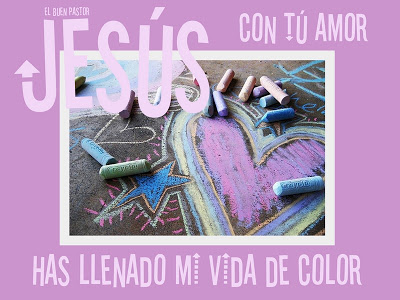 EL BUEN PASTOR
JESÚS
CON TÚ AMOR
HAS LLENADO MI VIDA DE COLOR